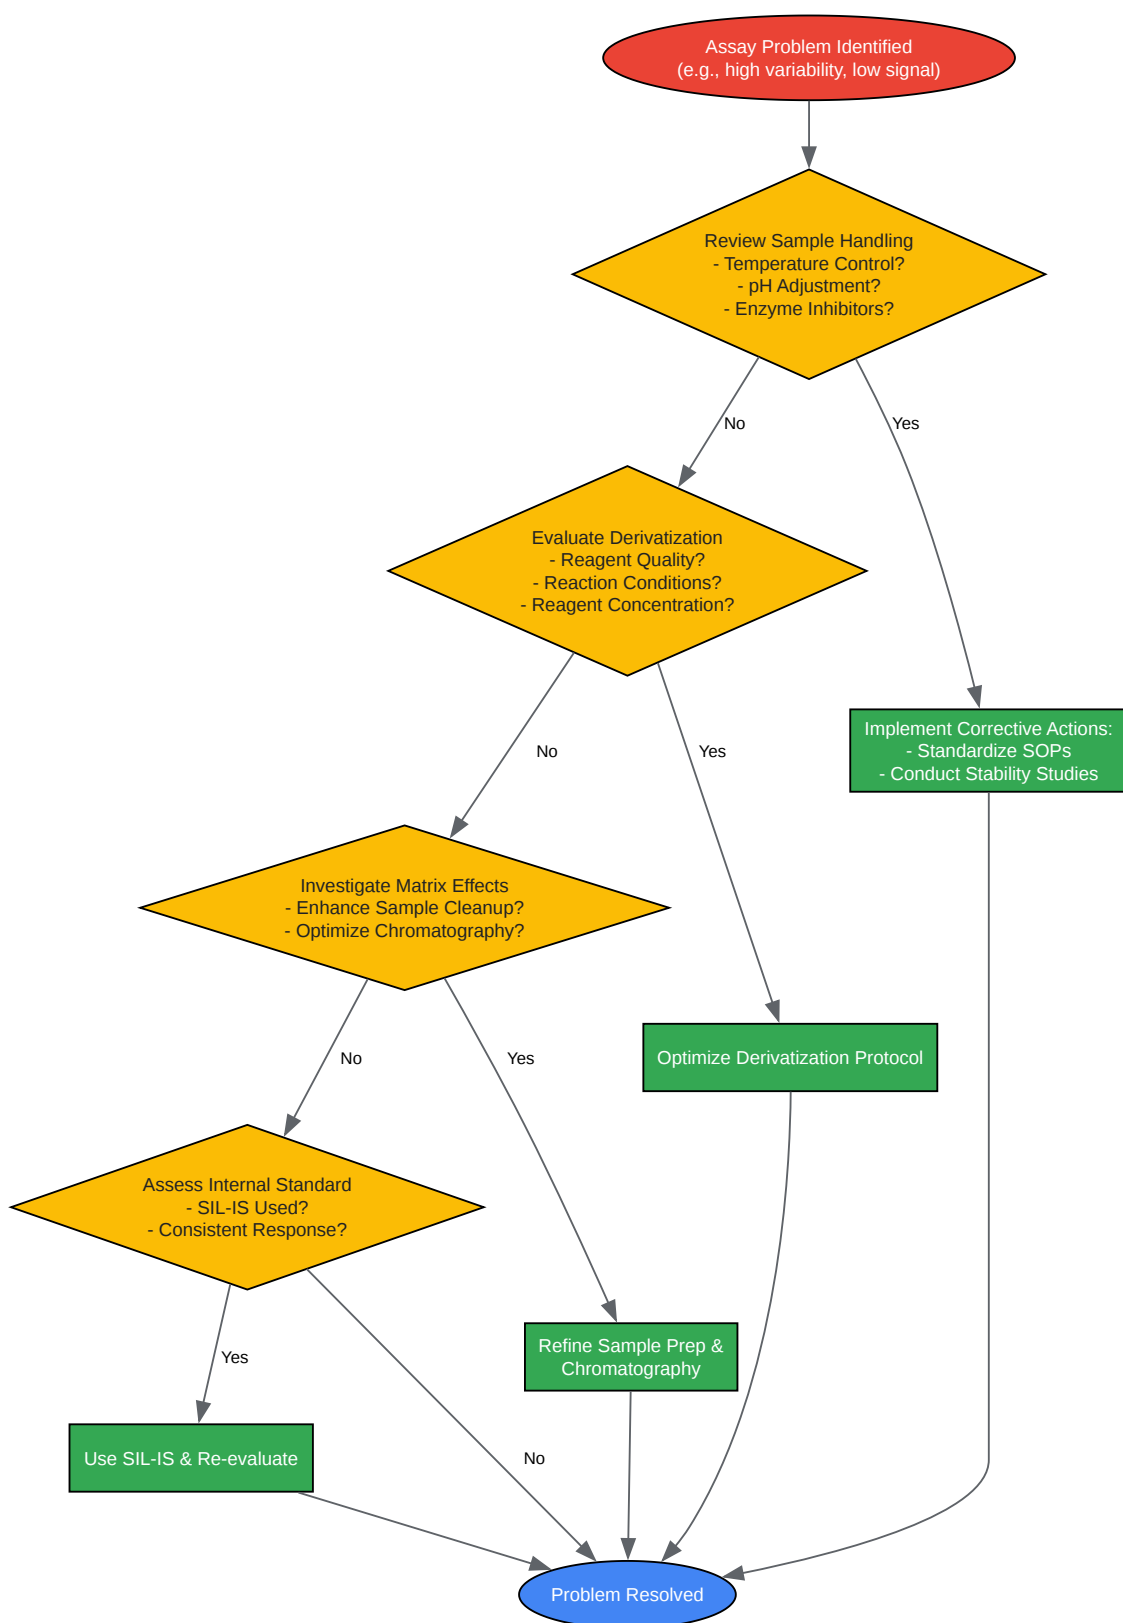 Assay Problem Identified
(e.g., high variability, low signal)
Review Sample Handling
- Temperature Control?
- pH Adjustment?
- Enzyme Inhibitors?
No
Yes
Evaluate Derivatization
- Reagent Quality?
- Reaction Conditions?
- Reagent Concentration?
No
Yes
Implement Corrective Actions:
- Standardize SOPs
- Conduct Stability Studies
Investigate Matrix Effects
- Enhance Sample Cleanup?
- Optimize Chromatography?
No
Yes
Optimize Derivatization Protocol
Assess Internal Standard
- SIL-IS Used?
- Consistent Response?
Yes
No
Refine Sample Prep &
Chromatography
Use SIL-IS & Re-evaluate
Problem Resolved